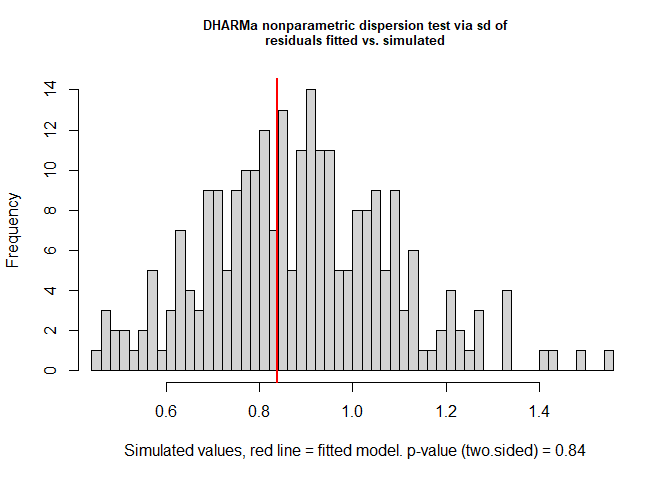 DHARMa nonparametric dispersion test via sd of
residuals fitted vs. simulated
Frequency
14
12
10
8
6
4
2
0
0.6 0.8 1.0 1.2 1.4
Simulated values, red line = fitted model. p-value (two.sided) = 0.84